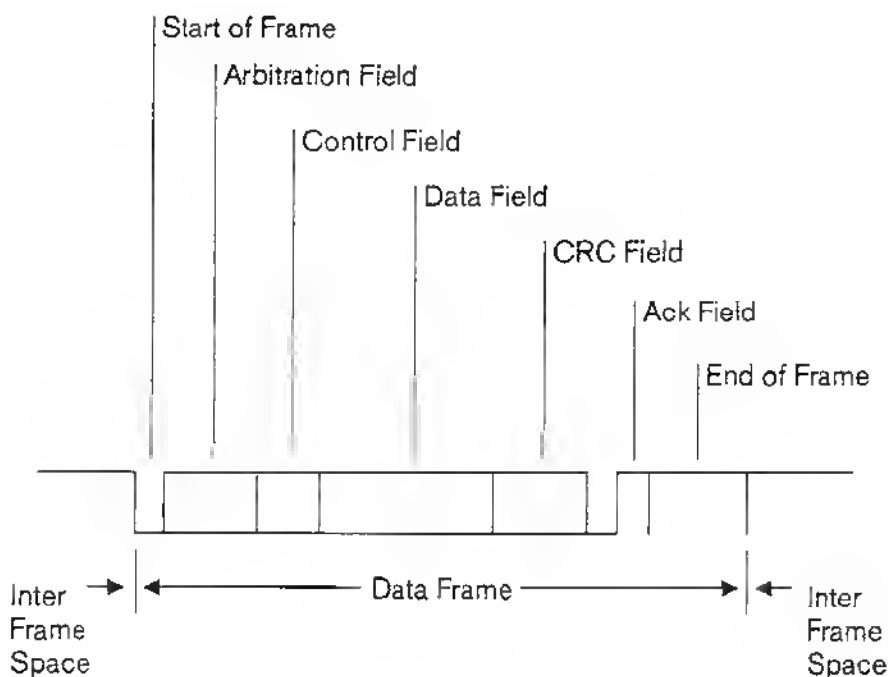 Start of Frame
Arbitration Field
Control Field
Data Field
CRC Field
Ack Field
End of Frame
Inter
Frame
Space
Data Frame
Inter
Frame
Space